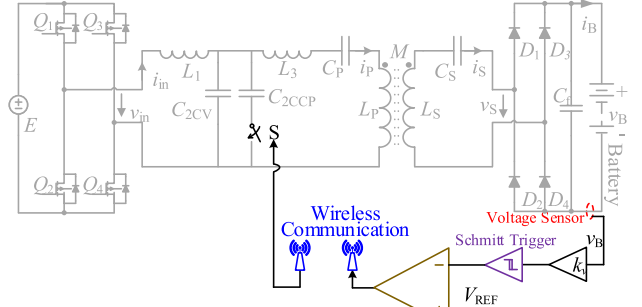 Q1 Q3
iin
L1
L3
CP
iP
M
CS
iS
D1
D3
iB
E
vin
C2CV
C2CCP
LP
LS
vS
Cf
+
vB
-
Battery
S
Q2 Q4
D2
D4
Voltage Sensor
vB
Wireless
Communication
Schmitt Trigger
kv
−
VREF